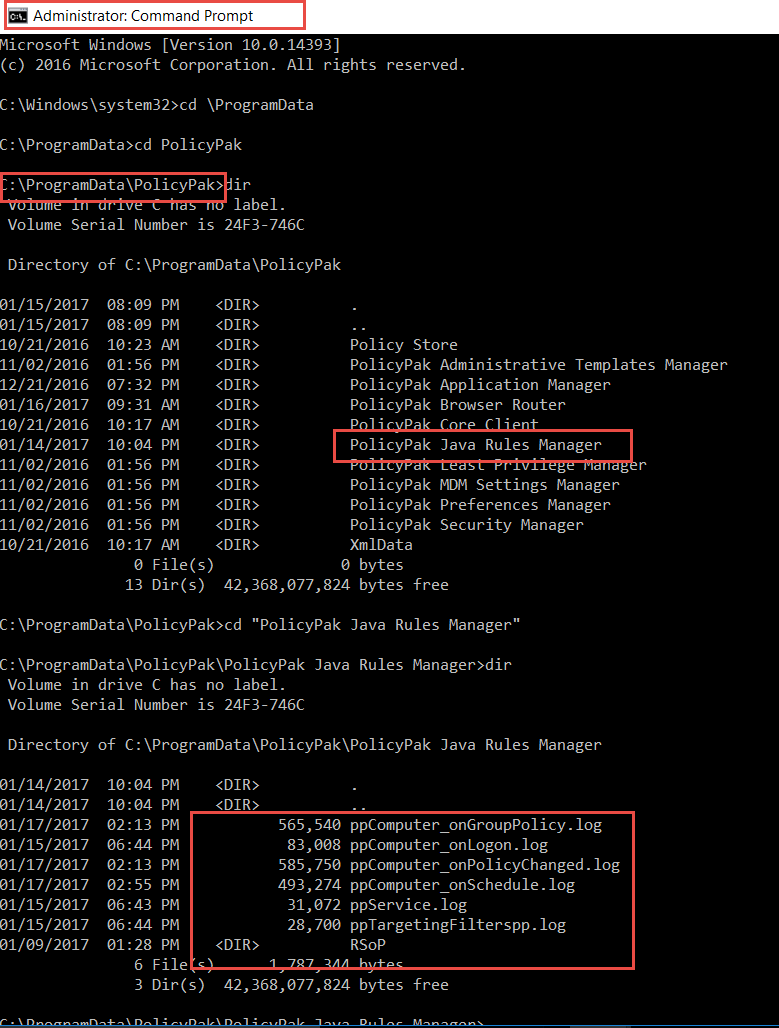 Administrator: Command Prompt
Microsoft Windows [Version 10.0.14393]
(c) 2016 Microsoft Corporation. All rights reserved.
C:\Windows\system32>cd \ProgramData
C:\ProgramData>cd PolicyPak
C:\ProgramData\PolicyPak>dir
Volume in drive C has no label.
Volume Serial Number is 24F3-746C
Directory of C:\ProgramData\PolicyPak
01/15/2017  08:09 PM    <DIR>          .
01/15/2017  08:09 PM    <DIR>          ..
10/21/2016  10:23 AM    <DIR>          Policy Store
11/02/2016  01:56 PM    <DIR>          PolicyPak Administrative Templates Manager
12/21/2016  07:32 PM    <DIR>          PolicyPak Application Manager
01/16/2017  09:31 AM    <DIR>          PolicyPak Browser Router
10/21/2016  10:17 AM    <DIR>          PolicyPak Core Client
01/14/2017  10:04 PM    <DIR>          PolicyPak Java Rules Manager
11/02/2016  01:56 PM    <DIR>          PolicyPak Least Privilege Manager
11/02/2016  01:56 PM    <DIR>          PolicyPak MDM Settings Manager
11/02/2016  01:56 PM    <DIR>          PolicyPak Preferences Manager
11/02/2016  01:56 PM    <DIR>          PolicyPak Security Manager
10/21/2016  10:17 AM    <DIR>          XmlData
0 File(s)              0 bytes
13 Dir(s)  42,368,077,824 bytes free
C:\ProgramData\PolicyPak>cd "PolicyPak Java Rules Manager"
C:\ProgramData\PolicyPak\PolicyPak Java Rules Manager>dir
Volume in drive C has no label.
Volume Serial Number is 24F3-746C
Directory of C:\ProgramData\PolicyPak\PolicyPak Java Rules Manager
01/14/2017  10:04 PM    <DIR>          .
01/14/2017  10:04 PM    <DIR>          ..
01/17/2017  02:13 PM           565,540 ppComputer_onGroupPolicy.log
01/15/2017  06:44 PM            83,008 ppComputer_onLogon.log
01/17/2017  02:13 PM           585,750 ppComputer_onPolicyChanged.log
01/17/2017  02:55 PM           493,274 ppComputer_onSchedule.log
01/15/2017  06:43 PM            31,072 ppService.log
01/15/2017  06:44 PM            28,700 ppTargetingFilterspp.log
01/09/2017  01:28 PM    <DIR>          RSoP
6 File(s)      1,787,344 bytes
3 Dir(s)  42,368,077,824 bytes free
C:\ProgramData\PolicyPak\PolicyPak Java Rules Manager>